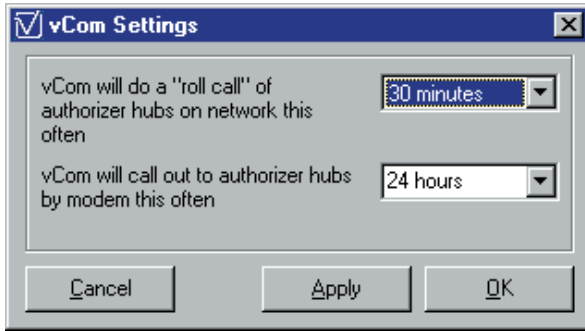 vCom Settings
vCom will do a "roll call" of
authorizer hubs on network this
often
30 minutes
vCom will call out to authorizer hubs
by modem this often
24 hours
Cancel
Apply
OK